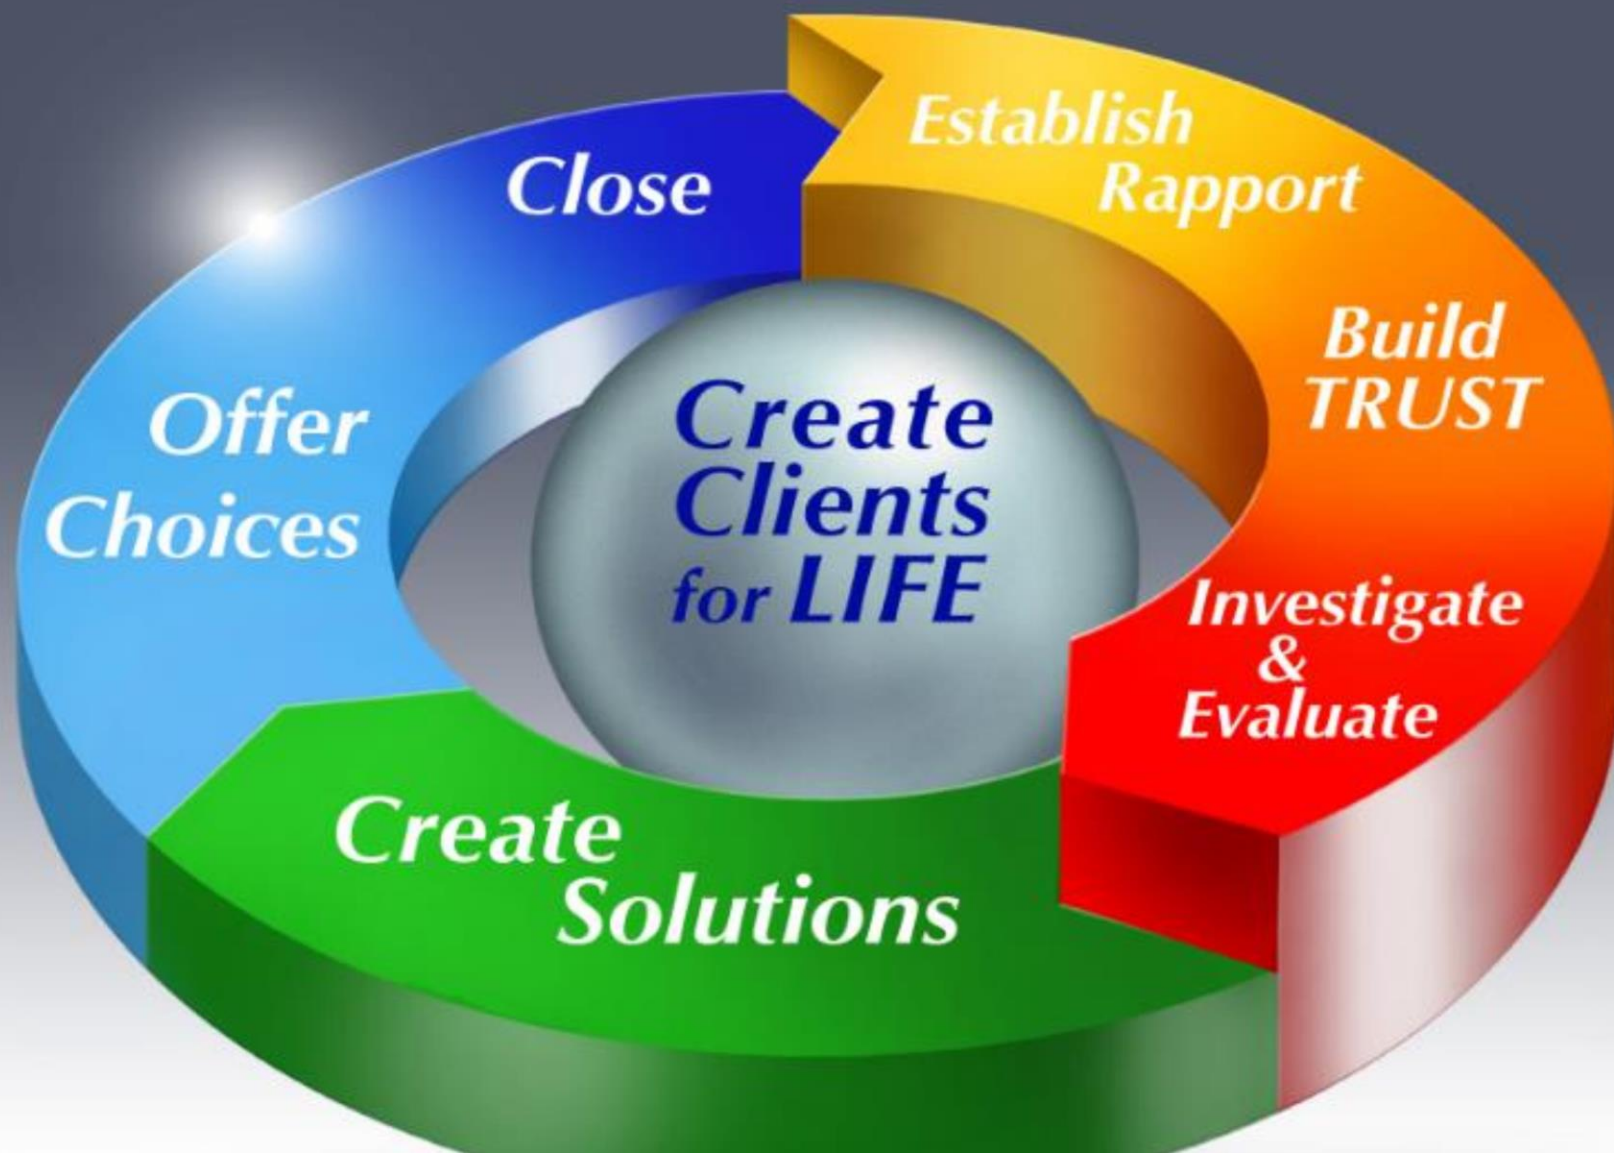 Establish
Rapport
Build
TRUST
Investigate
&
Evaluate
Create
Solutions
Offer
Choices
Close
Create
Clients
for LIFE